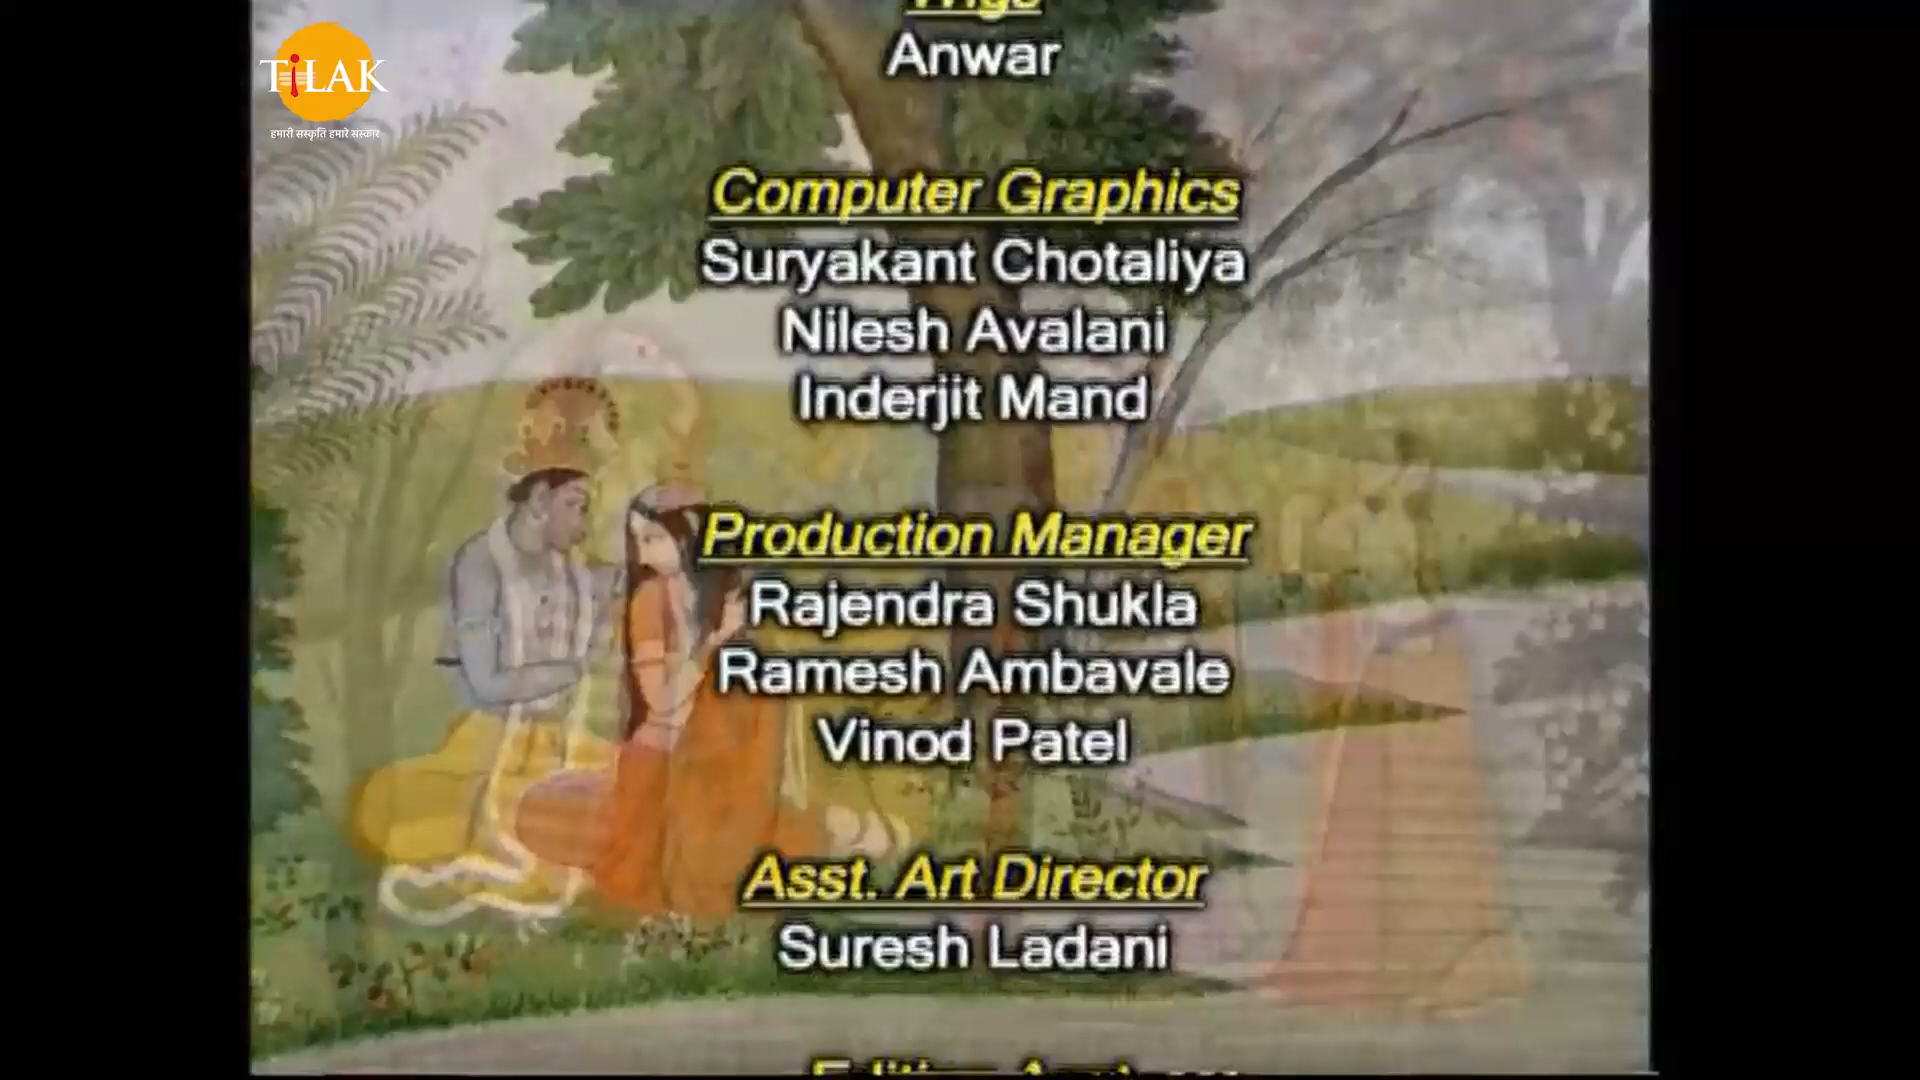 TiLAK
हमारी संस्कृति हमारे संस्कार
Wigs
Anwar
Computer Graphics
Suryakant Chotaliya
Nilesh Avalani
Inderjit Mand
Production Manager
Rajendra Shukla
Ramesh Ambavale
Vinod Patel
Asst. Art Director
Suresh Ladani